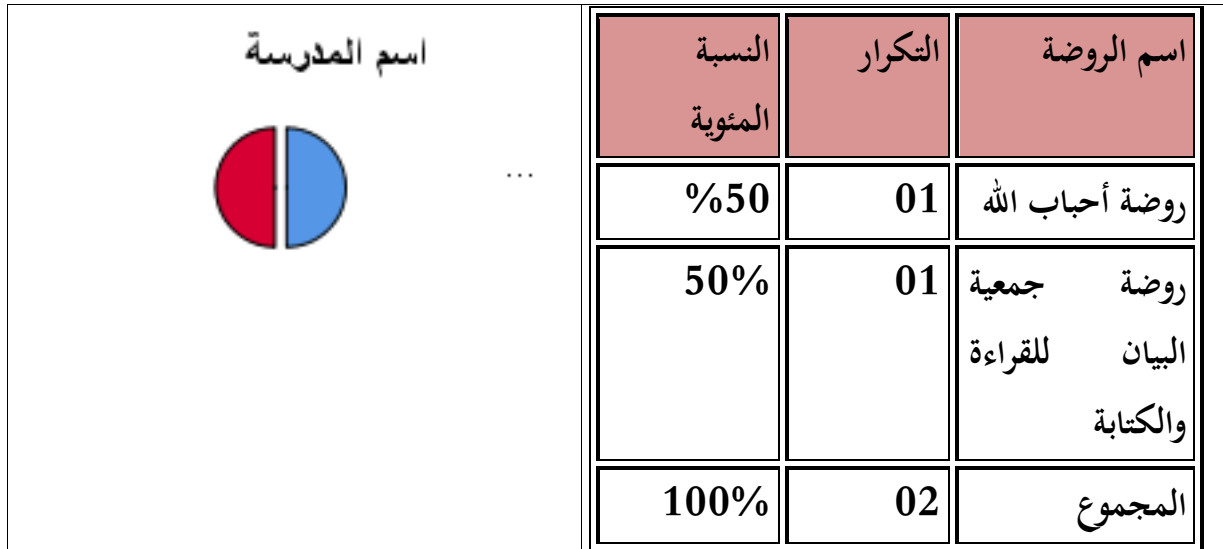 اسم الروضة	التكرار	النسبة المئوية
روضة أحباب الله	01	%50
روضة جمعية البيان للقراءة والكتابة	01	50%
المجموع	02	100%
اسم المدرسة
...